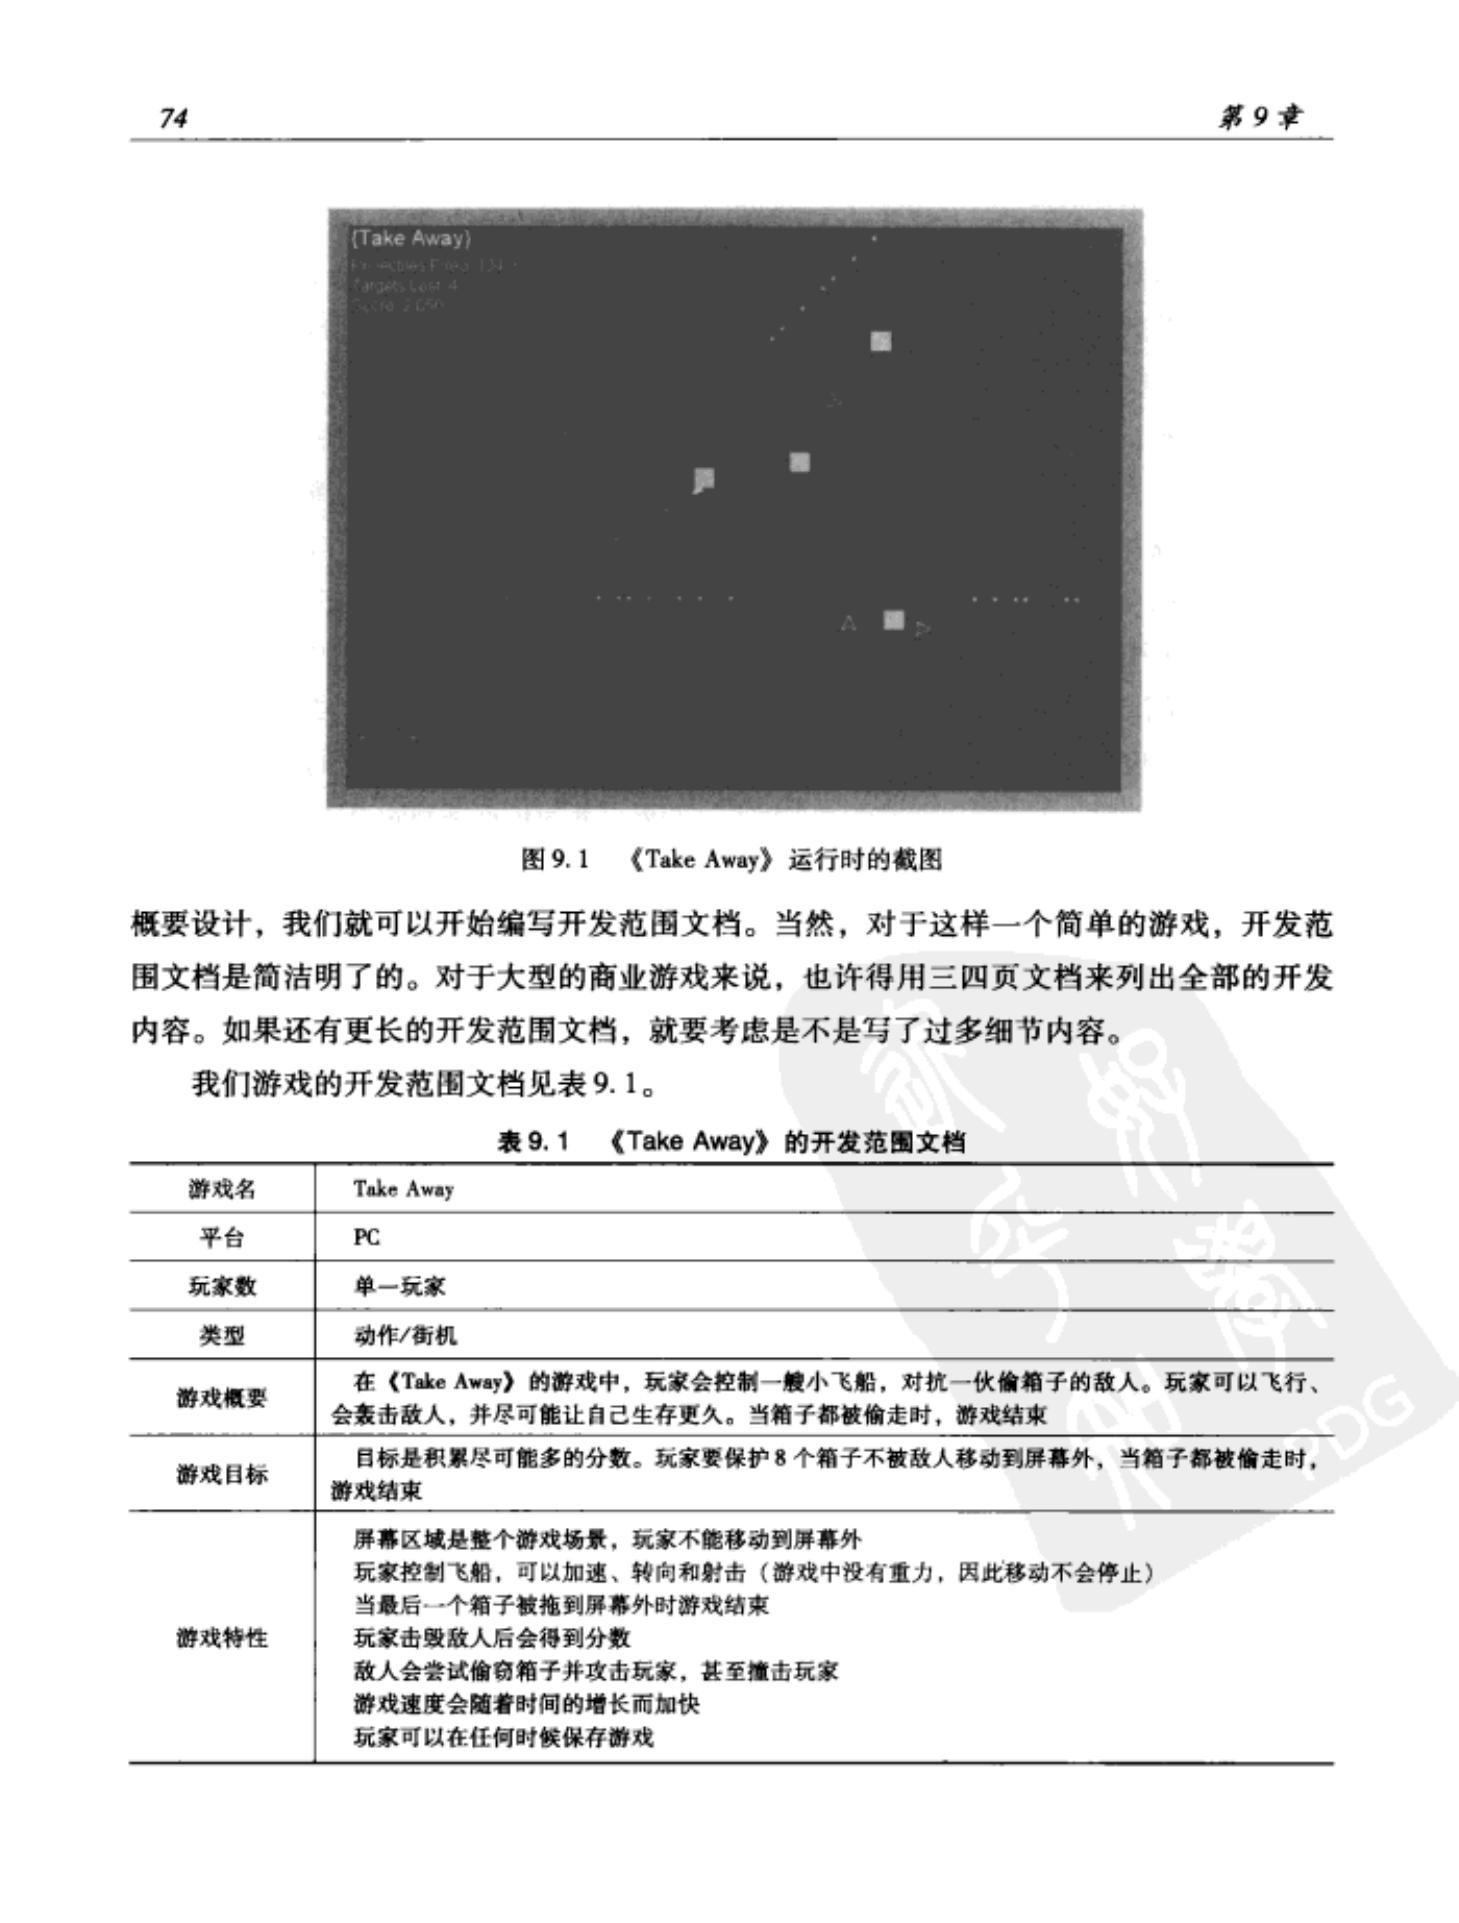 74
第9章
{Take Away}
图9.1 《Take Away》运行时的截图
概要设计，我们就可以开始编写开发范围文档。当然，对于这样一个简单的游戏，开发范
围文档是简洁明了的。对于大型的商业游戏来说，也许得用三四页文档来列出全部的开发
内容。如果还有更长的开发范围文档，就要考虑是不是写了过多细节内容。
我们游戏的开发范围文档见表9.1。
表9.1 《Take Away》的开发范围文档
游戏名 Take Away
平台 PC
玩家数 单一玩家
类型 动作/街机
游戏概要 在《Take Away》的游戏中，玩家会控制一艘小飞船，对抗一伙偷箱子的敌人。玩家可以飞行、
会轰击敌人，并尽可能让自己生存更久。当箱子都被偷走时，游戏结束
游戏目标 目标是积累尽可能多的分数。玩家要保护8个箱子不被敌人移动到屏幕外，当箱子都被偷走时，
游戏结束
游戏特性
屏幕区域是整个游戏场景，玩家不能移动到屏幕外
玩家控制飞船，可以加速、转向和射击（游戏中没有重力，因此移动不会停止）
当最后一个箱子被拖到屏幕外时游戏结束
玩家击毁敌人后会得到分数
敌人会尝试偷窃箱子并攻击玩家，甚至撞击玩家
游戏速度会随着时间的增长而加快
玩家可以在任何时候保存游戏
PDG